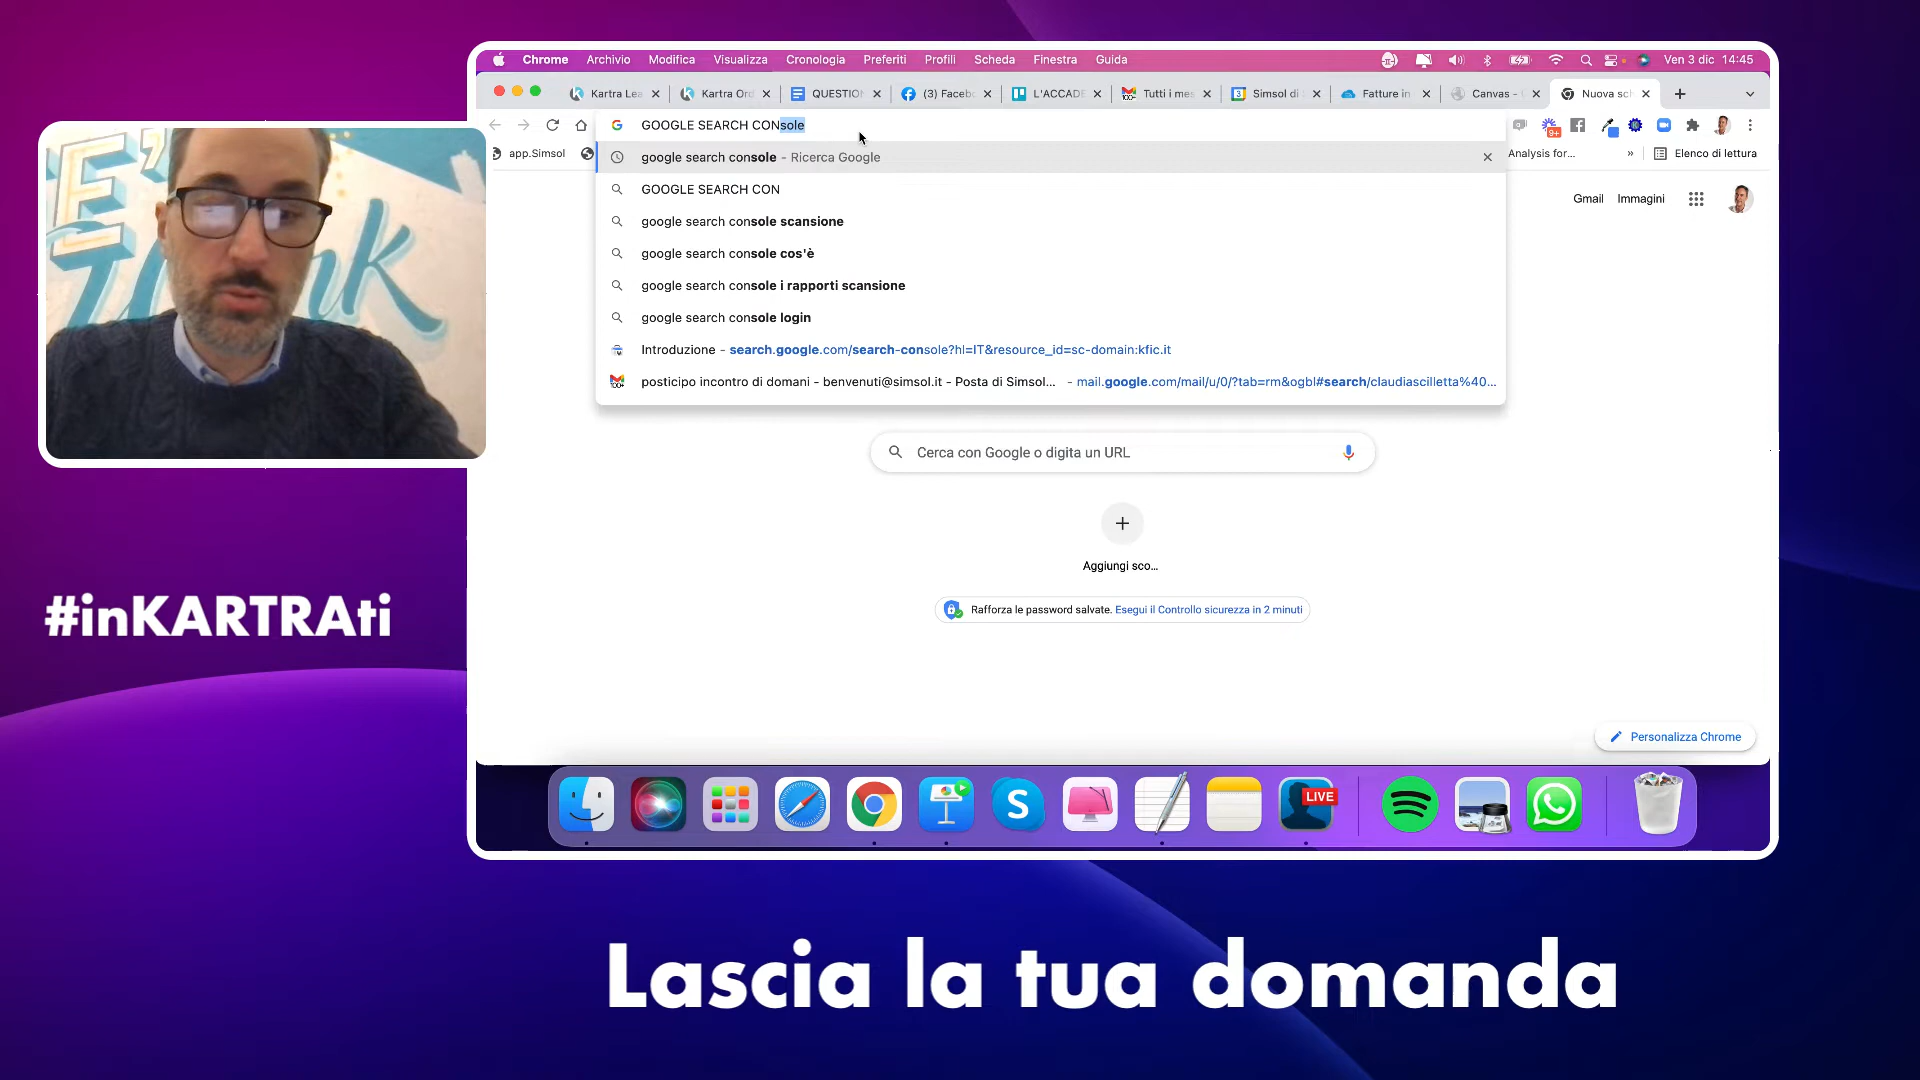 Chrome Archivio Modifica Visualizza Cronologia Preferiti Profili Scheda Finestra Guida Ven 3 dic 14:45
Kartra Lea Kartra Ord QUESTION (3) Faceb L'ACCADE Tutti i mes Simsol di Fatture in Canvas - Nuova sch
GOOGLE SEARCH CONsole
9+
app.Simsol Analysis for... » Elenco di lettura
google search console - Ricerca Google
GOOGLE SEARCH CON
google search console scansione
google search console cos'è
google search console i rapporti scansione
google search console login
Introduzione - search.google.com/search-console?hl=IT&resource_id=sc-domain:kfic.it
posticipo incontro di domani - benvenuti@simsol.it - Posta di Simsol... - mail.google.com/mail/u/0/?tab=rm&ogbl#search/claudiascilletta%40...
Gmail Immagini
Cerca con Google o digita un URL
Aggiungi sco...
Rafforza le password salvate. Esegui il Controllo sicurezza in 2 minuti
Personalizza Chrome
LIVE
#inKARTRAti
Lascia la tua domanda